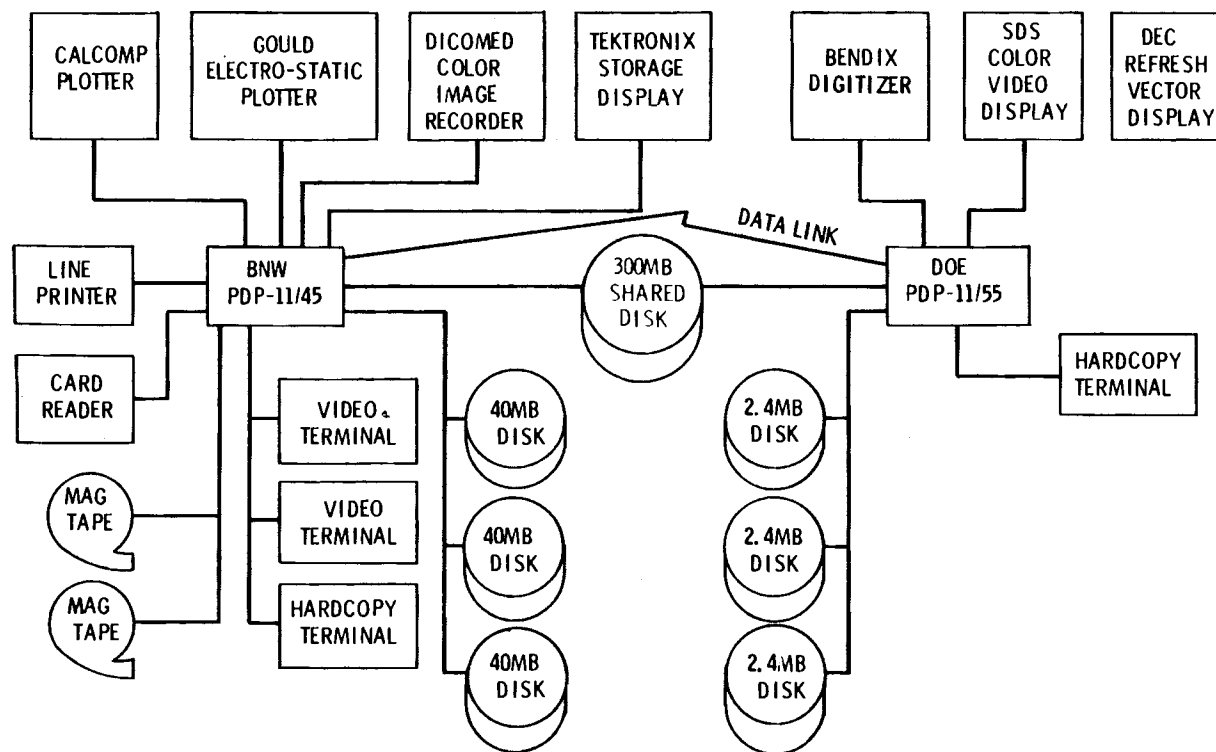 CALCOMP
PLOTTER
GOULD
ELECTRO-STATIC
PLOTTER
DICOMED
COLOR
IMAGE
RECORDER
TEKTRONIX
STORAGE
DISPLAY
BENDIX
DIGITIZER
SDS
COLOR
VIDEO
DISPLAY
DEC
REFRESH
VECTOR
DISPLAY
DATA LINK
LINE
PRINTER
BNW
PDP-11/45
300MB
SHARED
DISK
DOE
PDP-11/55
CARD
READER
HARDCOPY
TERMINAL
VIDEO
TERMINAL
40MB
DISK
2.4MB
DISK
MAG
TAPE
VIDEO
TERMINAL
40MB
DISK
2.4MB
DISK
MAG
TAPE
HARDCOPY
TERMINAL
40MB
DISK
2.4MB
DISK